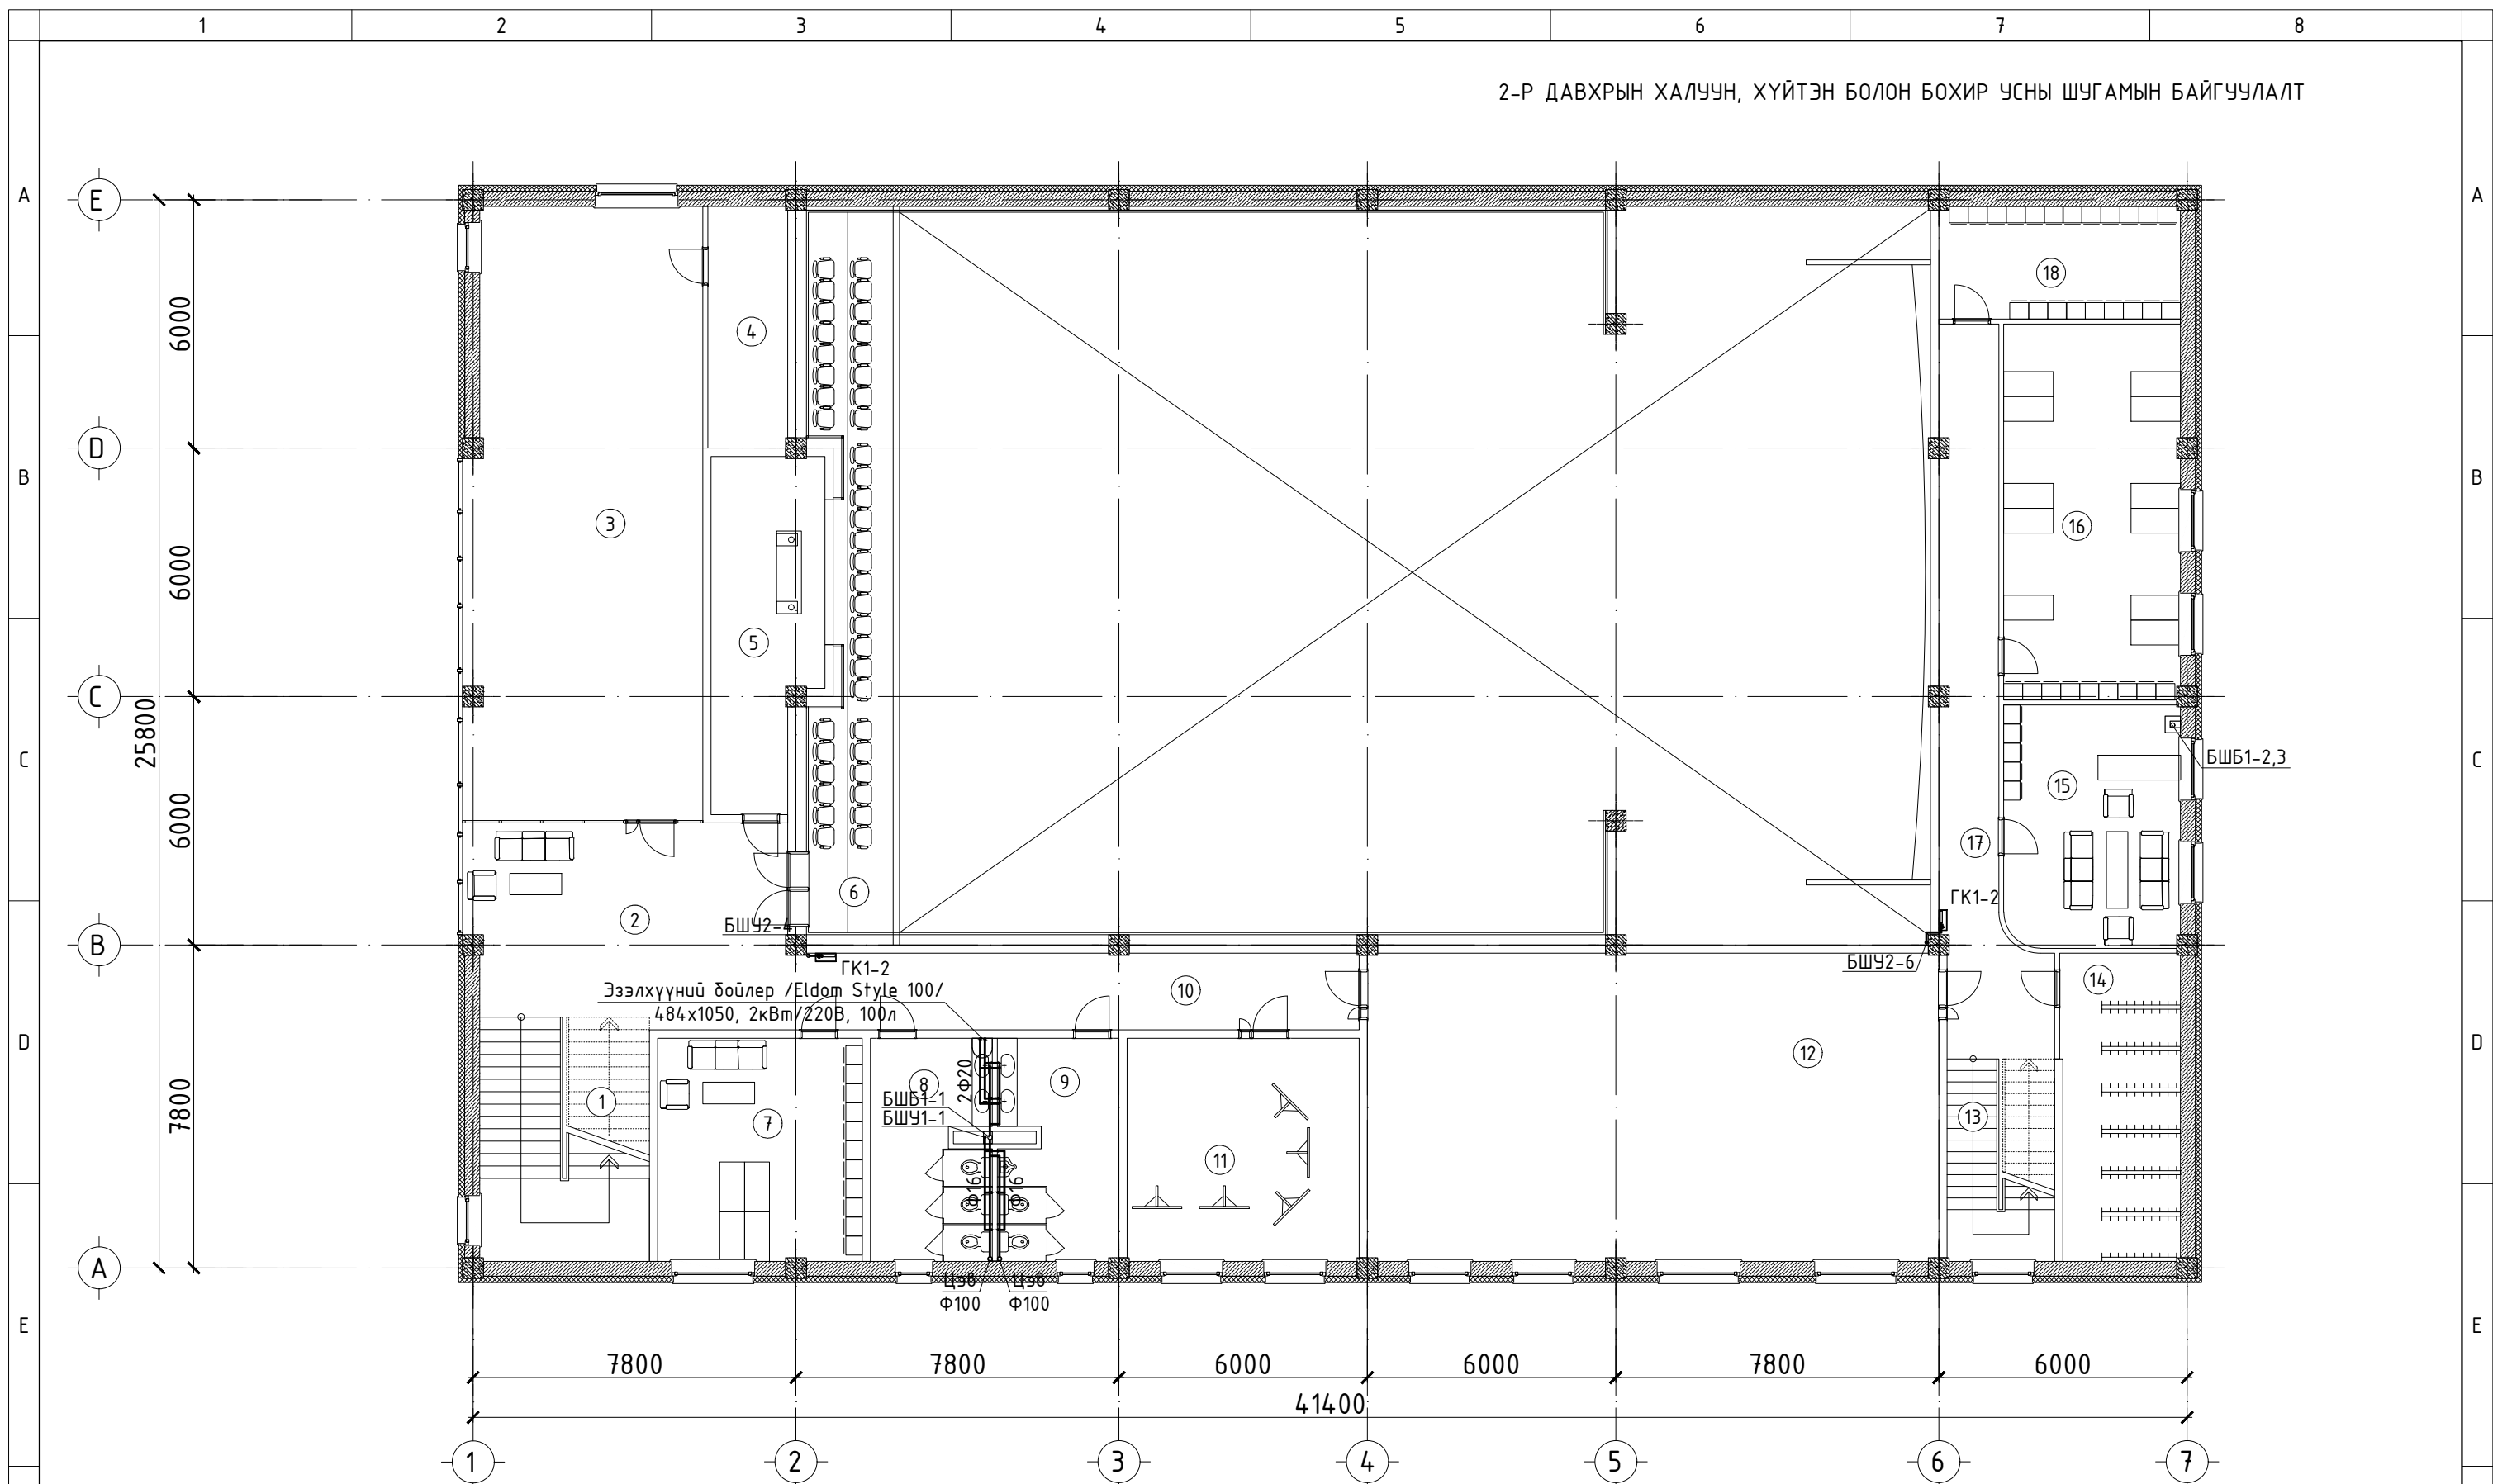 1 2 3 4 5 6 7 8
2-Р ДАВХРЫН ХАЛУУН, ХҮЙТЭН БОЛОН БОХИР УСНЫ ШУГАМЫН БАЙГУУЛАЛТ
A A
E
18
6000
4
D
B B
3
16
6000
5
C
25800
C C
БШБ1-2,3
15
6000
17
6
ГК1-2
2
БШУ2-4
B
БШУ2-6
ГК1-2
14
Эзэлхүүний бойлер /Eldom Style 100/
10
484x1050, 2кВт/220В, 100л
D D
12
2Ф20
8
9
БШБ1-1
1
7800
БШУ1-1
13
7
11
Ф16 Ф16
A
Цэв Цэв
Ф100 Ф100
E E
7800 7800 6000 6000 7800 6000
41400
1 2 3 4 5 6 7